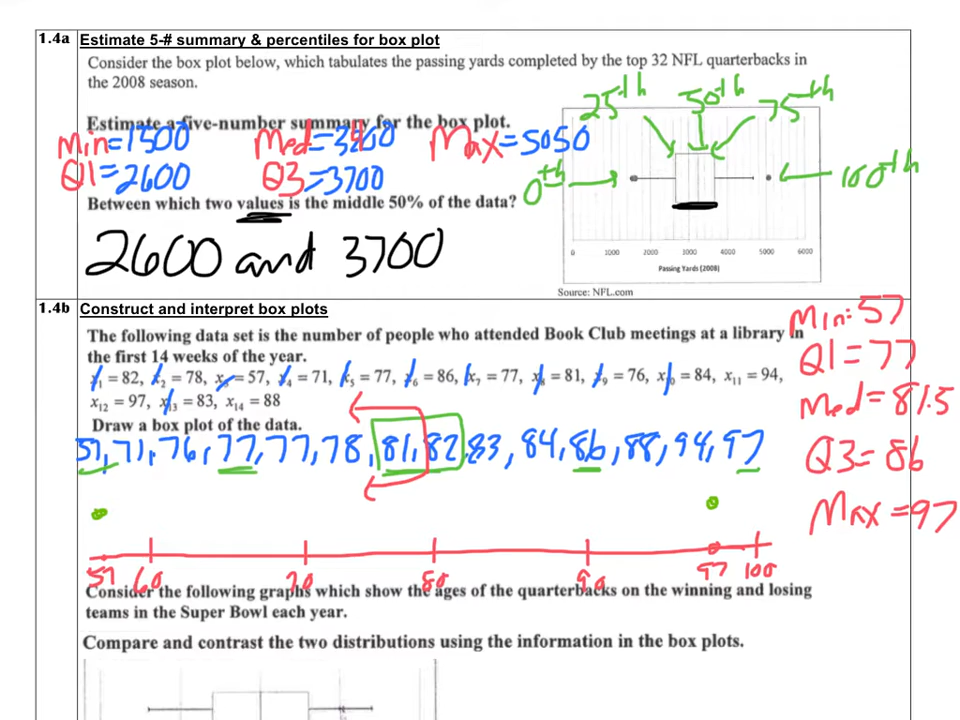 1.4a Estimate 5-# summary & percentiles for box plot
Consider the box plot below, which tabulates the passing yards completed by the top 32 NFL quarterbacks in
the 2008 season.
25th 50th 75th
Estimate a five-number summary for the box plot.
Min=1500 Max=5050
Q1=2600 Q3=3700
0th 100th
Between which two values is the middle 50% of the data?
2600 and 3700
0 1000 2000 3000 4000 5000 6000
Passing Yards (2008)
Source: NFL.com
1.4b Construct and interpret box plots
The following data set is the number of people who attended Book Club meetings at a library in
the first 14 weeks of the year.
x1 = 82, x2 = 78, x3 = 57, x4 = 71, x5 = 77, x6 = 86, x7 = 77, x8 = 81, x9 = 76, x10 = 84, x11 = 94,
x12 = 97, x13 = 83, x14 = 88
Min: 57
Q1=77
Med=81.5
Q3=86
Max=97
Draw a box plot of the data.
57, 71, 76, 77, 77, 78, 81, 82, 83, 84, 86, 88, 94, 97
57 60 70 80 90 97 100
Consider the following graphs which show the ages of the quarterbacks on the winning and losing
teams in the Super Bowl each year.
Compare and contrast the two distributions using the information in the box plots.